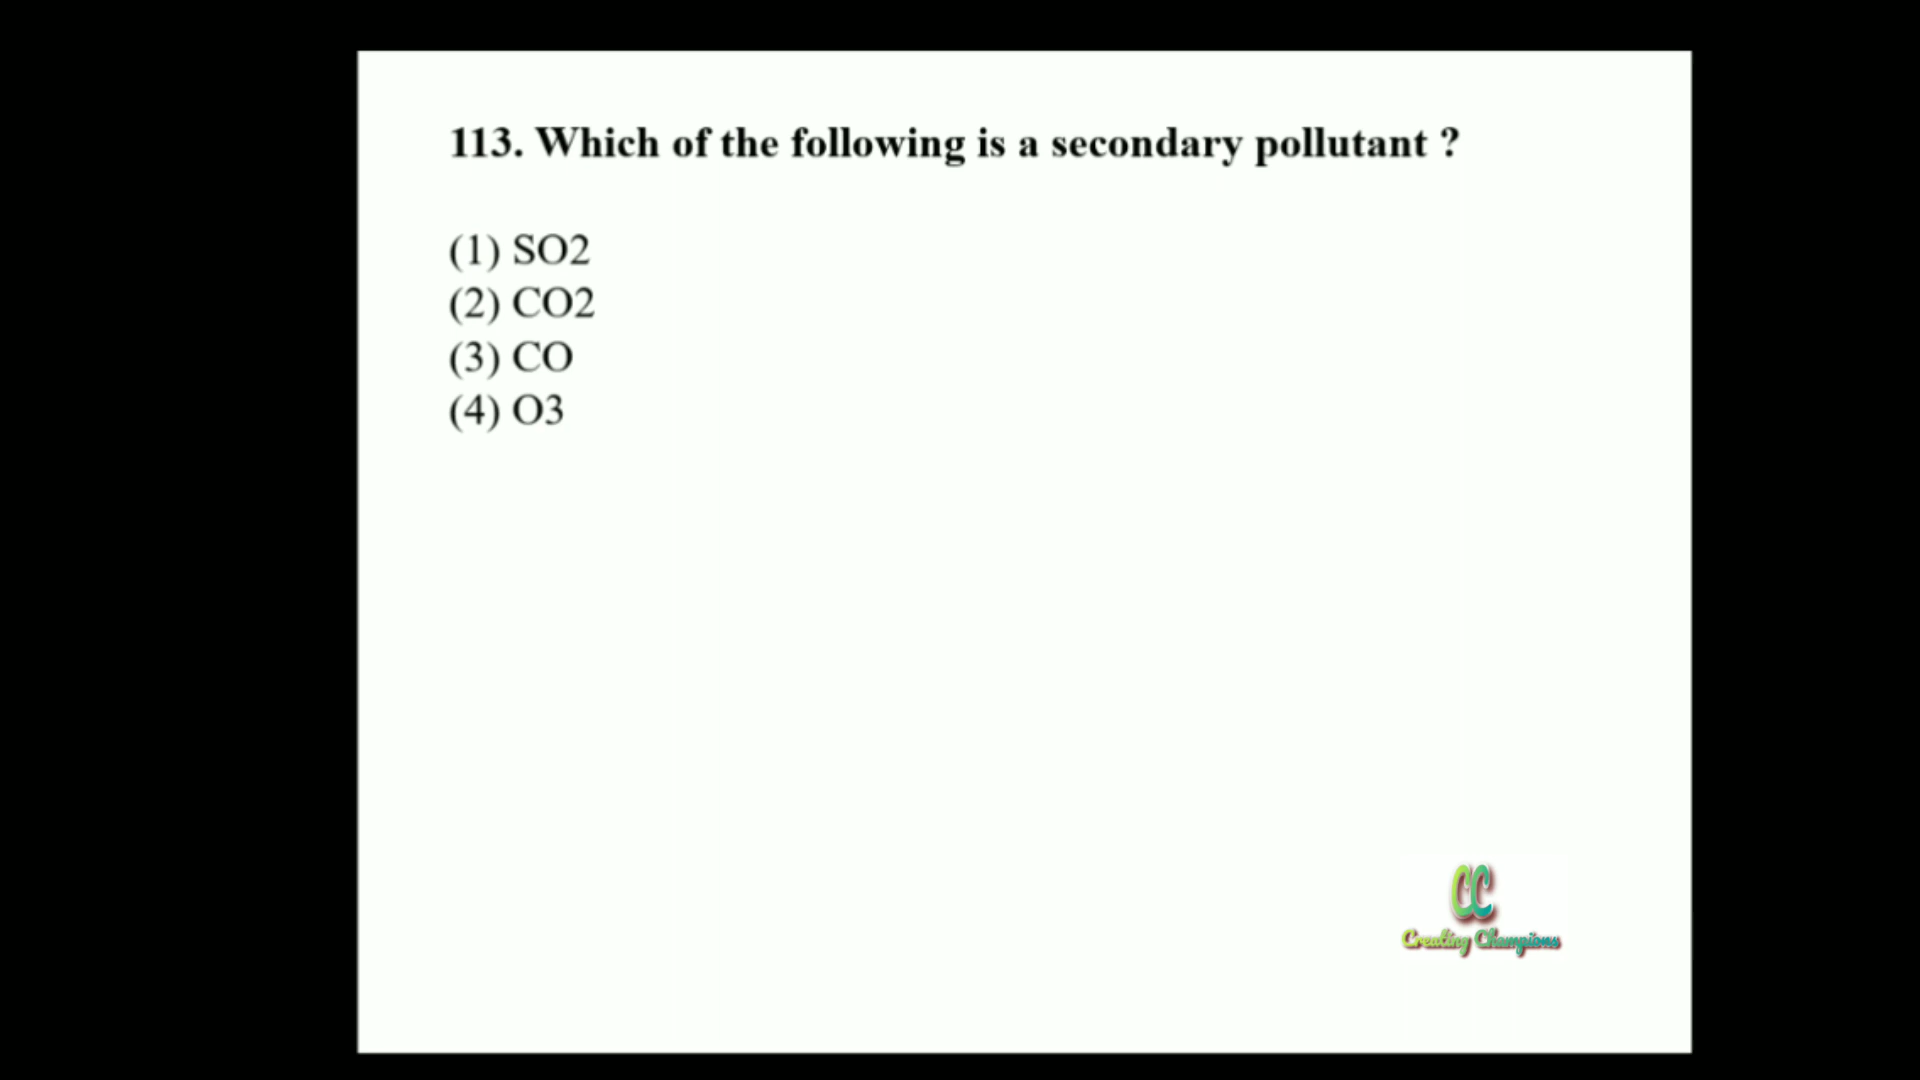 113. Which of the following is a secondary pollutant ?
(1) SO2
(2) CO2
(3) CO
(4) O3
CC
Creating Champions